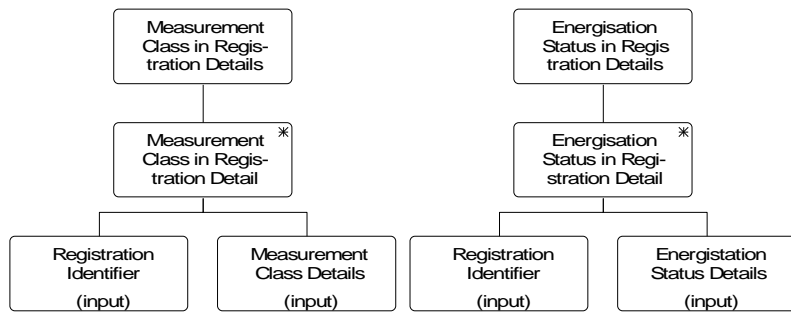 Measurement
Class in Regis-
tration Details
Energisation
Status in Regis
tration Details
Measurement
Class in Regis-
tration Detail
*
Energisation
Status in Regi-
stration Detail
*
Registration
Identifier
(input)
Measurement
Class Details
(input)
Registration
Identifier
(input)
Energistation
Status Details
(input)